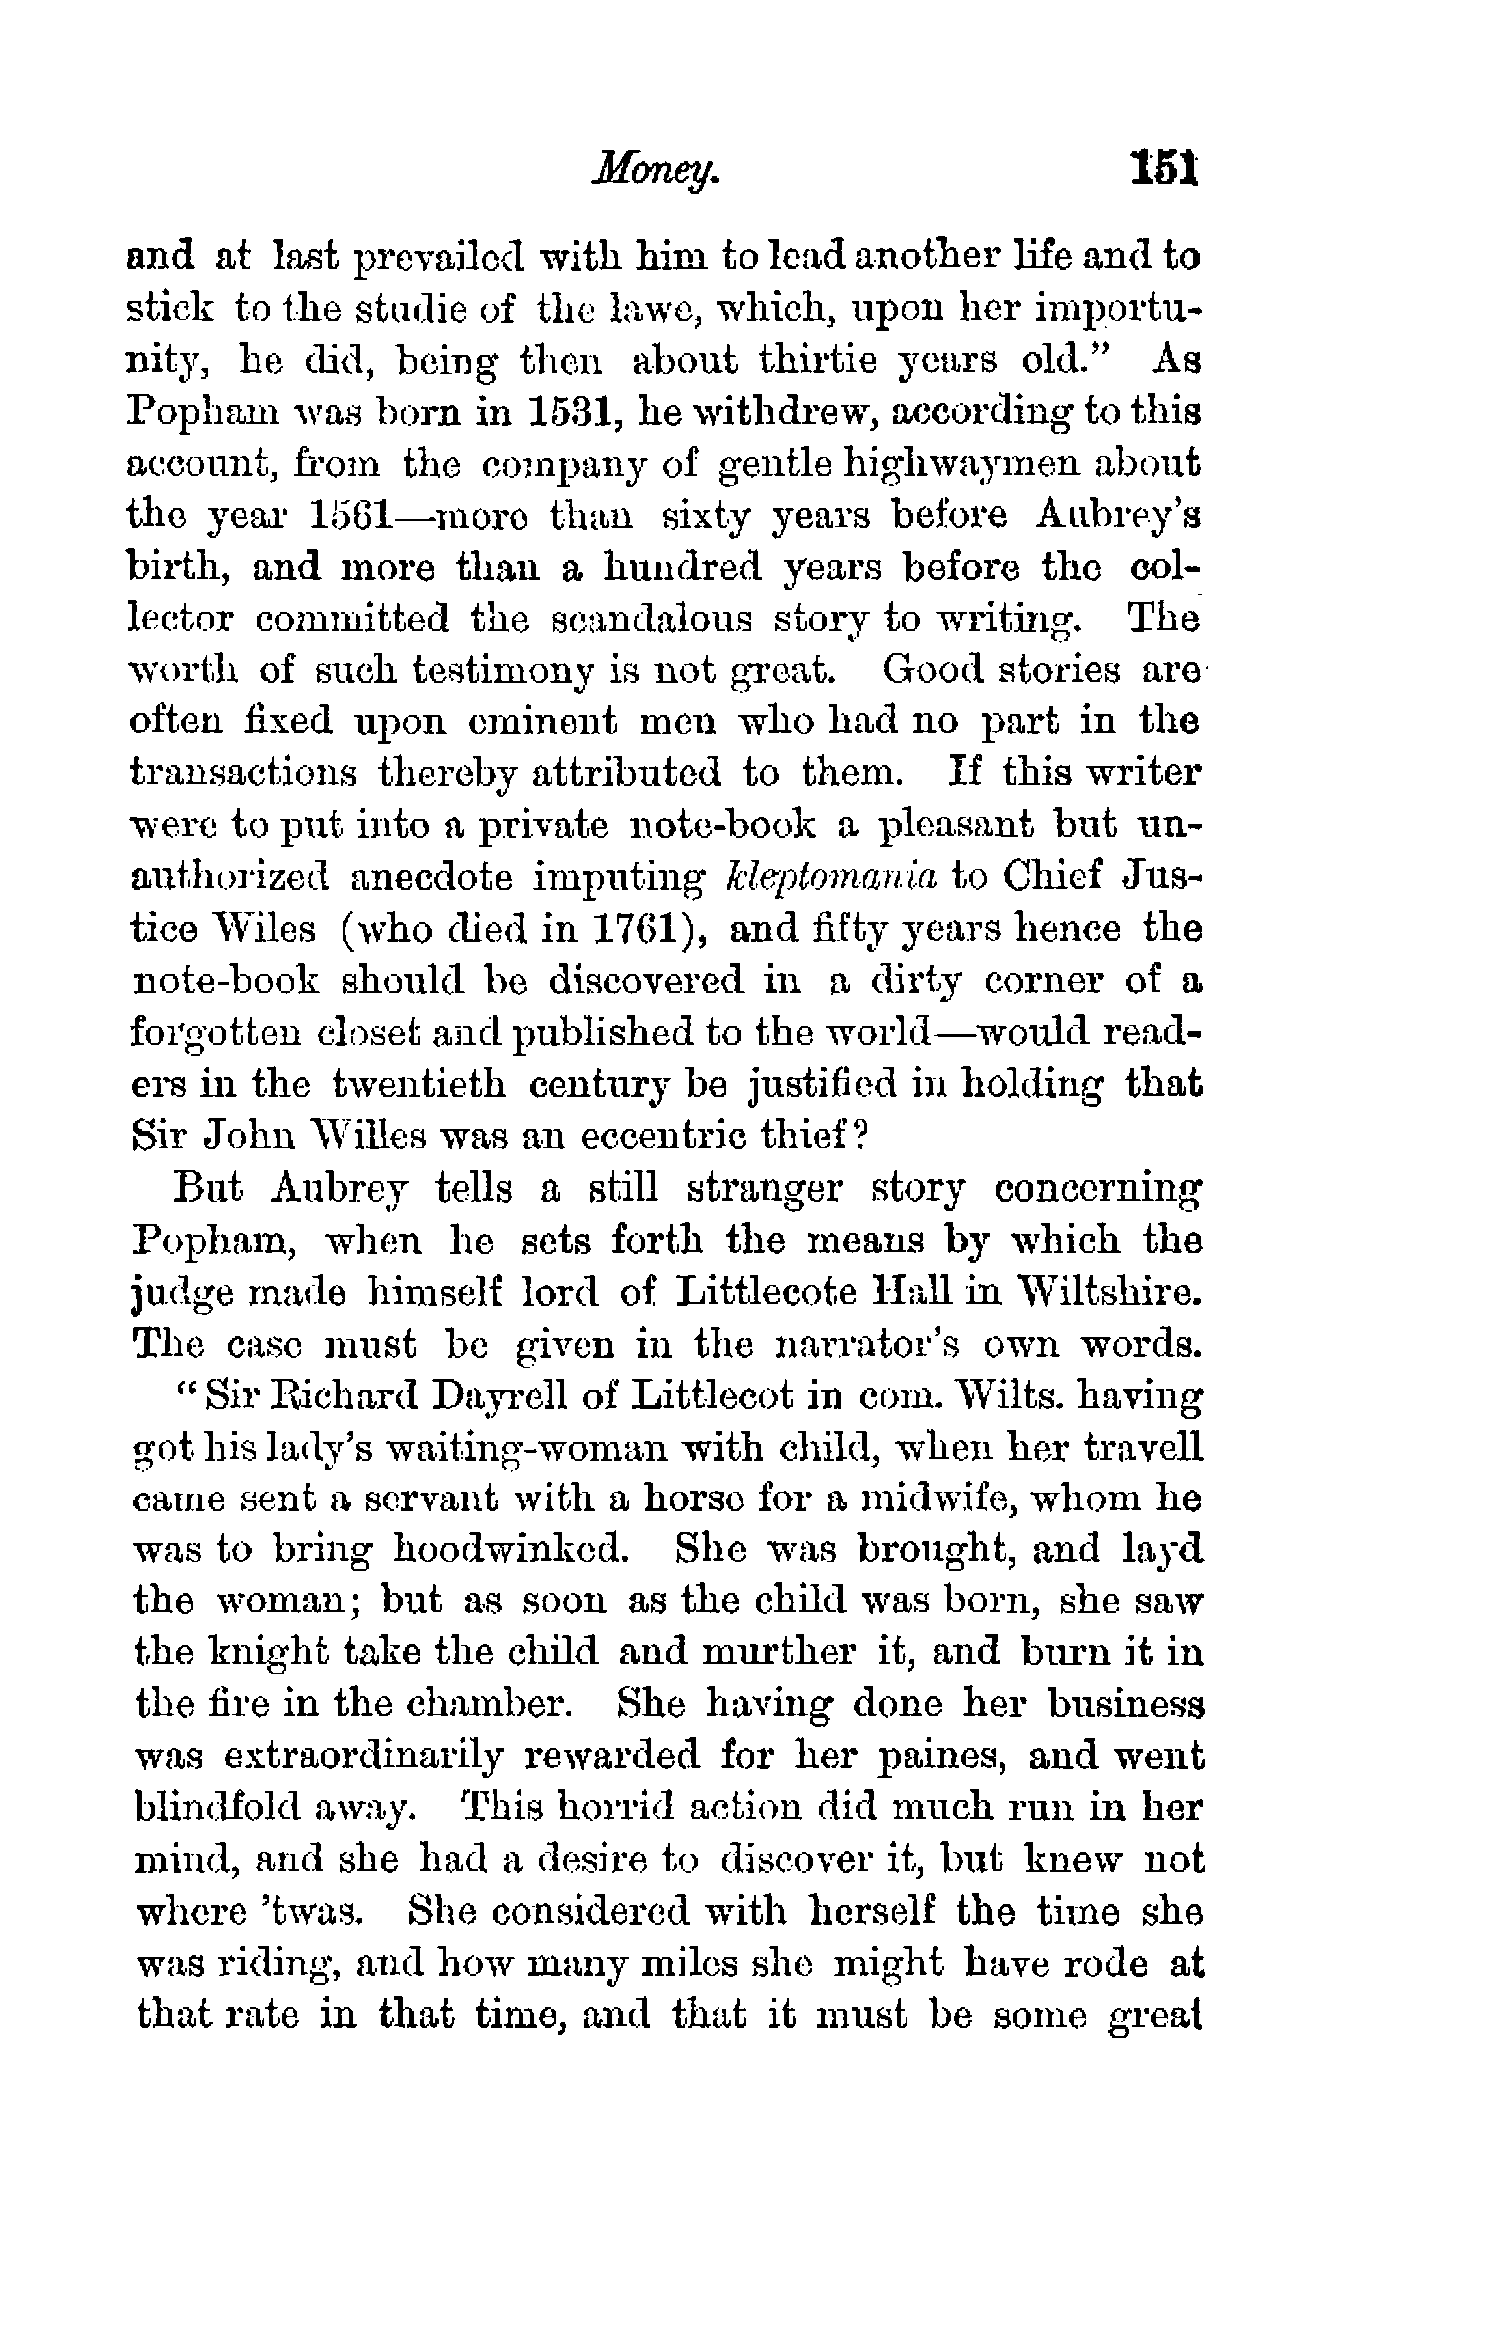 Money. 151
and at last prevailed with him to lead another life and to
stick to the studie of the lawe, which, upon her importu-
nity, he did, being then about thirtie years old.” As
Popham was born in 1531, he withdrew, according to this
account, from the company of gentle highwaymen about
the year 1561—more than sixty years before Aubrey’s
birth, and more than a hundred years before the col-
lector committed the scandalous story to writing. The
worth of such testimony is not great. Good stories are
often fixed upon eminent men who had no part in the
transactions thereby attributed to them. If this writer
were to put into a private note-book a pleasant but un-
authorized anecdote imputing kleptomania to Chief Jus-
tice Wiles (who died in 1761), and fifty years hence the
note-book should be discovered in a dirty corner of a
forgotten closet and published to the world—would read-
ers in the twentieth century be justified in holding that
Sir John Willes was an eccentric thief?
But Aubrey tells a still stranger story concerning
Popham, when he sets forth the means by which the
judge made himself lord of Littlecote Hall in Wiltshire.
The case must be given in the narrator’s own words.
“Sir Richard Dayrell of Littlecot in com. Wilts. having
got his lady’s waiting-woman with child, when her travell
came sent a servant with a horse for a midwife, whom he
was to bring hoodwinked. She was brought, and layd
the woman; but as soon as the child was born, she saw
the knight take the child and murther it, and burn it in
the fire in the chamber. She having done her business
was extraordinarily rewarded for her paines, and went
blindfold away. This horrid action did much run in her
mind, and she had a desire to discover it, but knew not
where ’twas. She considered with herself the time she
was riding, and how many miles she might have rode at
that rate in that time, and that it must be some great